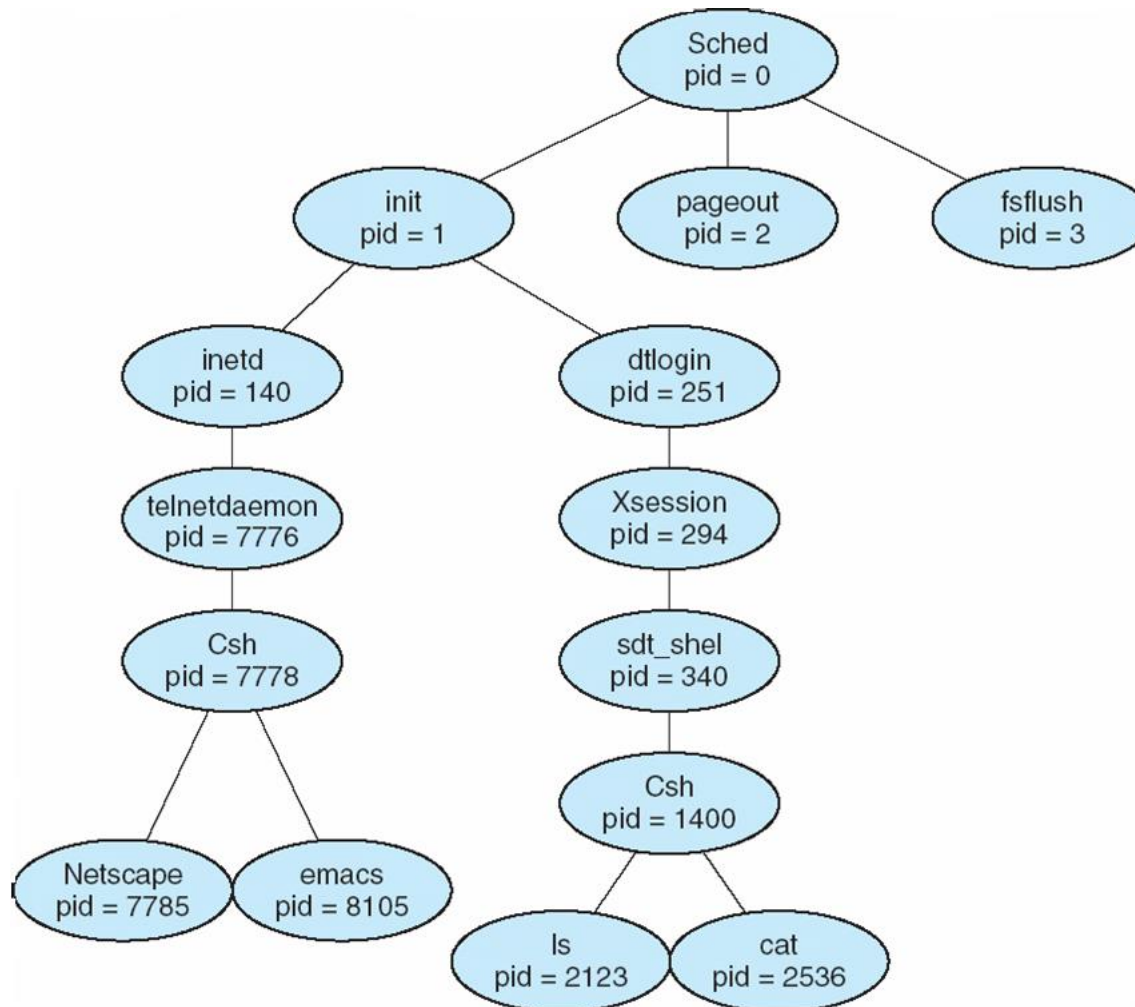 Sched
pid = 0
init
pid = 1
pageout
pid = 2
fsflush
pid = 3
inetd
pid = 140
dtlogin
pid = 251
telnetdaemon
pid = 7776
Xsession
pid = 294
Csh
pid = 7778
sdt_shel
pid = 340
Csh
pid = 1400
Netscape
pid = 7785
emacs
pid = 8105
ls
pid = 2123
cat
pid = 2536